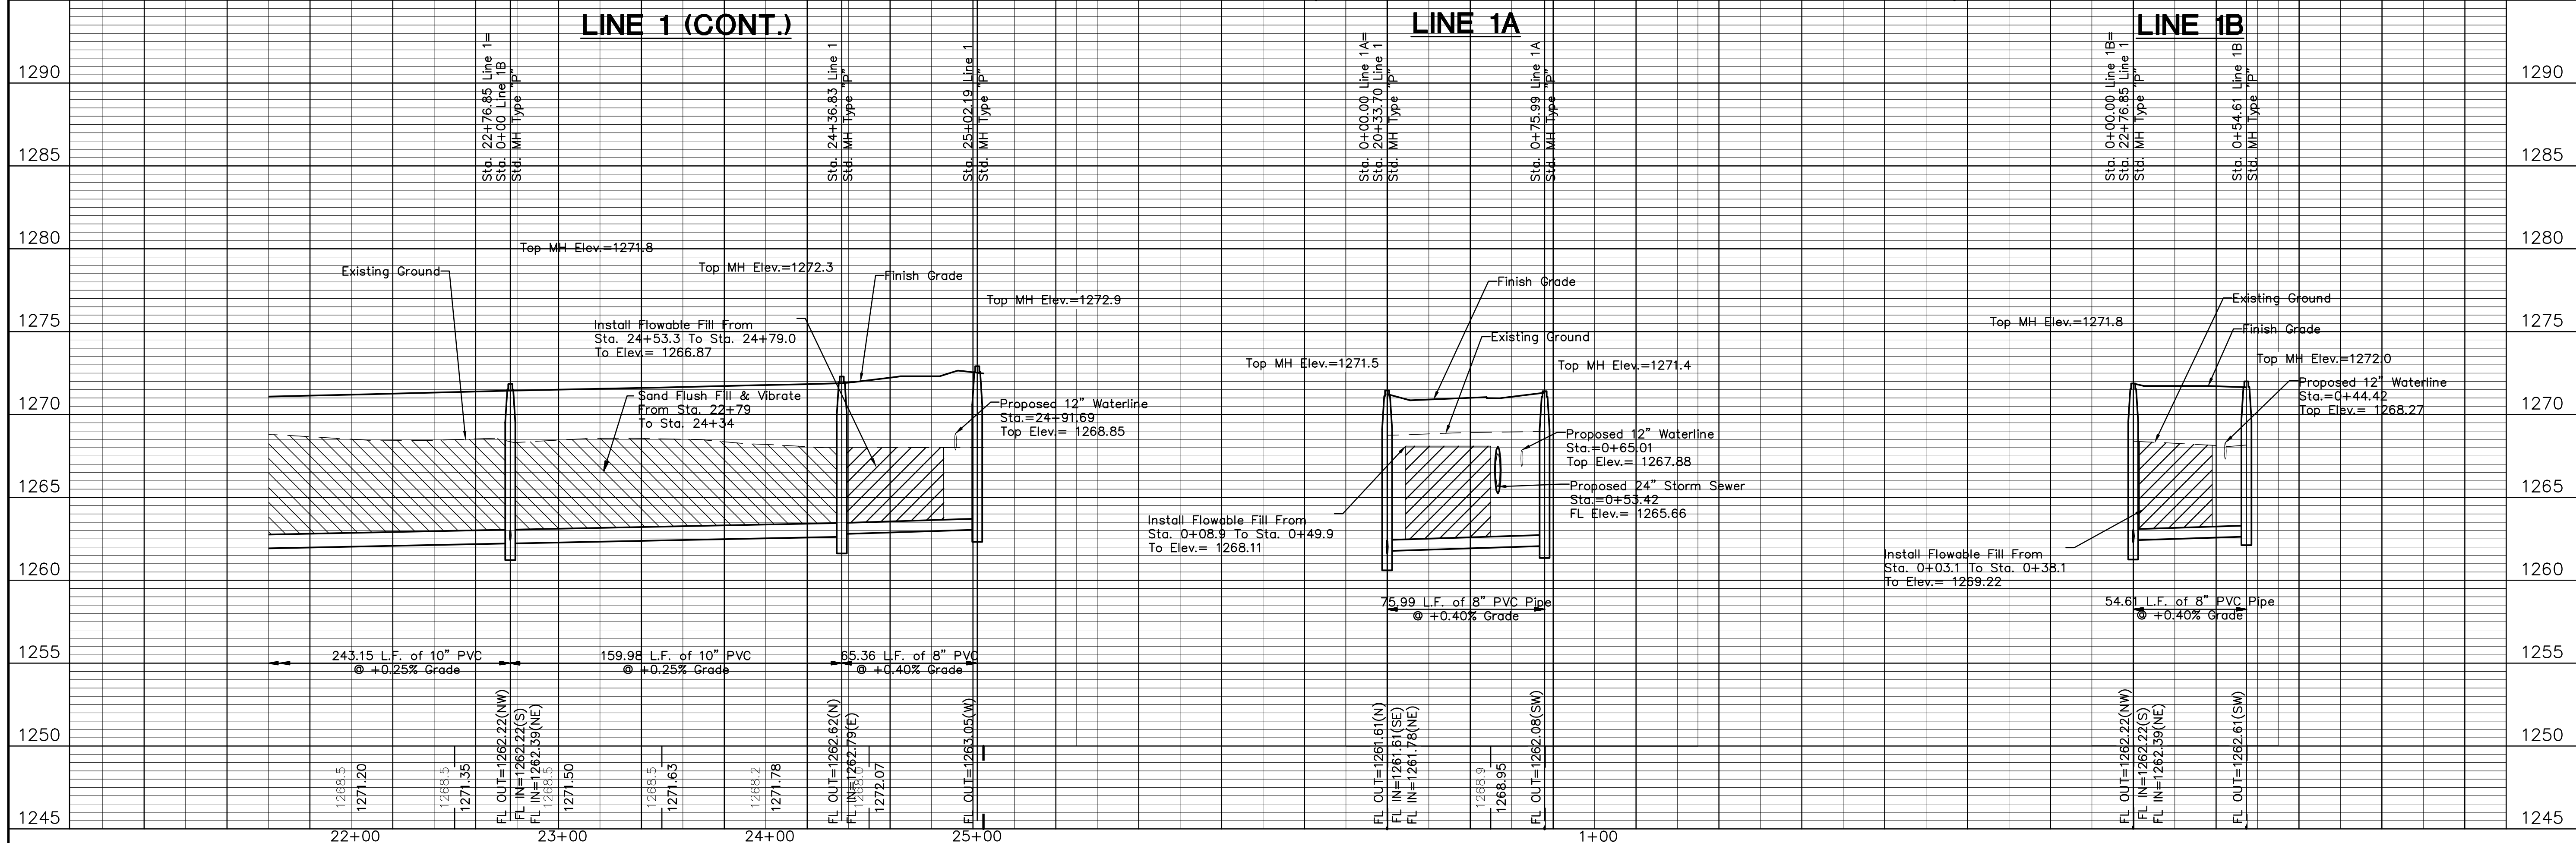 LINE 1 (CONT.)
LINE 1A
LINE 1B
1290
1285
1280
1275
1270
1265
1260
1255
1250
1245
Sta. 22+76.85 Line 1=
Sta. 0+00 Line 1B
Std. MH Type "P"
Sta. 24+36.83 Line 1
Std. MH Type "P"
Sta. 25+02.19 Line 1
Std. MH Type "P"
Top MH Elev.=1271.8
Existing Ground
Top MH Elev.=1272.3
Finish Grade
Top MH Elev.=1272.9
Install Flowable Fill From
Sta. 24+53.3 To Sta. 24+79.0
To Elev.= 1266.87
Sand Flush Fill & Vibrate
From Sta. 22+79
To Sta. 24+34
Proposed 12" Waterline
Sta.=24+91.69
Top Elev.= 1268.85
243.15 L.F. of 10" PVC
@ +0.25% Grade
159.98 L.F. of 10" PVC
@ +0.25% Grade
65.36 L.F. of 8" PVC
@ +0.40% Grade
FL OUT=1262.22(NW)
FL IN=1262.22(S)
FL IN=1262.39(NE)
FL OUT=1262.62(N)
FL IN=1262.79(E)
FL OUT=1263.05(W)
1268.5
1271.20
1268.5
1271.35
1268.5
1271.50
1268.5
1271.63
1268.2
1271.78
1268.0
1272.07
22+00
23+00
24+00
25+00
Sta. 0+00.00 Line 1A=
Sta. 20+33.70 Line 1
Std. MH Type "P"
Sta. 0+75.99 Line 1A
Std. MH Type "P"
Finish Grade
Existing Ground
Top MH Elev.=1271.5
Top MH Elev.=1271.4
Proposed 12" Waterline
Sta.=0+65.01
Top Elev.= 1267.88
Proposed 24" Storm Sewer
Sta.=0+53.42
FL Elev.= 1265.66
Install Flowable Fill From
Sta. 0+08.9 To Sta. 0+49.9
To Elev.= 1268.11
75.99 L.F. of 8" PVC Pipe
@ +0.40% Grade
FL OUT=1261.61(N)
FL IN=1261.61(SE)
FL IN=1261.78(NE)
1268.9
1268.95
FL OUT=1262.08(SW)
1+00
Sta. 0+00.00 Line 1B=
Sta. 22+76.85 Line 1
Std. MH Type "P"
Sta. 0+54.61 Line 1B
Std. MH Type "P"
Existing Ground
Top MH Elev.=1271.8
Finish Grade
Top MH Elev.=1272.0
Proposed 12" Waterline
Sta.=0+44.42
Top Elev.= 1268.27
Install Flowable Fill From
Sta. 0+03.1 To Sta. 0+38.1
To Elev.= 1269.22
54.61 L.F. of 8" PVC Pipe
@ +0.40% Grade
FL OUT=1262.22(NW)
FL IN=1262.22(S)
FL IN=1262.39(NE)
FL OUT=1262.61(SW)
1290
1285
1280
1275
1270
1265
1260
1255
1250
1245